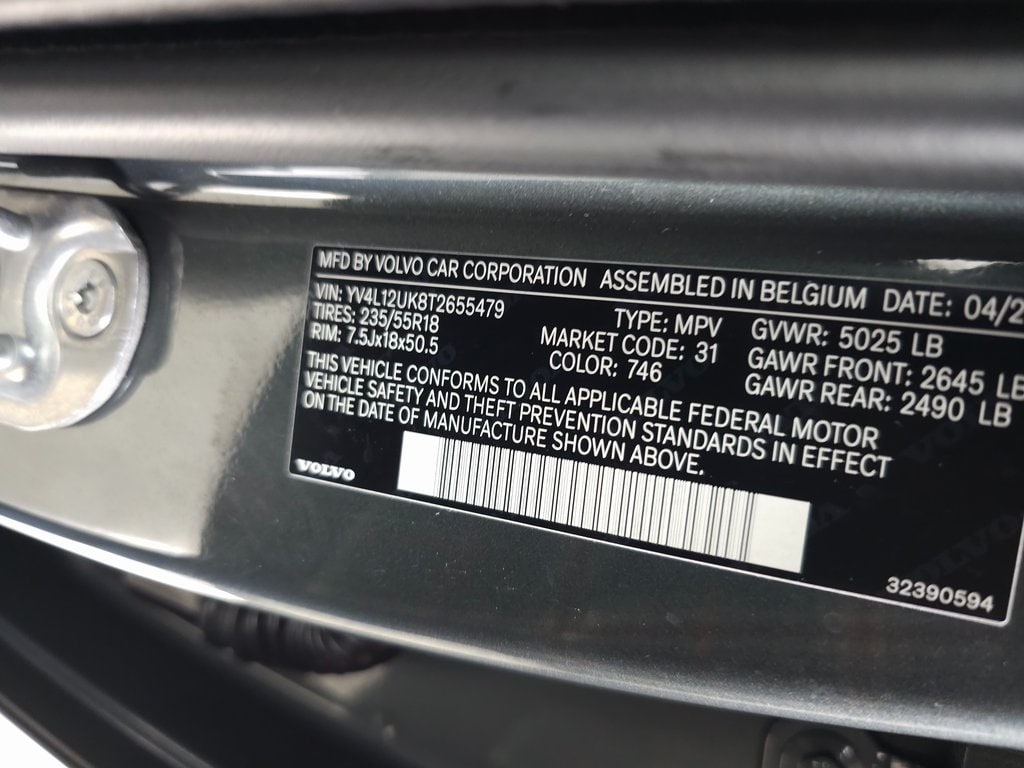 MFD BY VOLVO CAR CORPORATION ASSEMBLED IN BELGIUM DATE: 04/2
VIN: YV4L12UK8T2655479 TYPE: MPV GVWR: 5025 LB
TIRES: 235/55R18 MARKET CODE: 31 GAWR FRONT: 2645 LB
RIM: 7.5Jx18x50.5 COLOR: 746 GAWR REAR: 2490 LB
THIS VEHICLE CONFORMS TO ALL APPLICABLE FEDERAL MOTOR
VEHICLE SAFETY AND THEFT PREVENTION STANDARDS IN EFFECT
ON THE DATE OF MANUFACTURE SHOWN ABOVE.
VOLVO
32390594